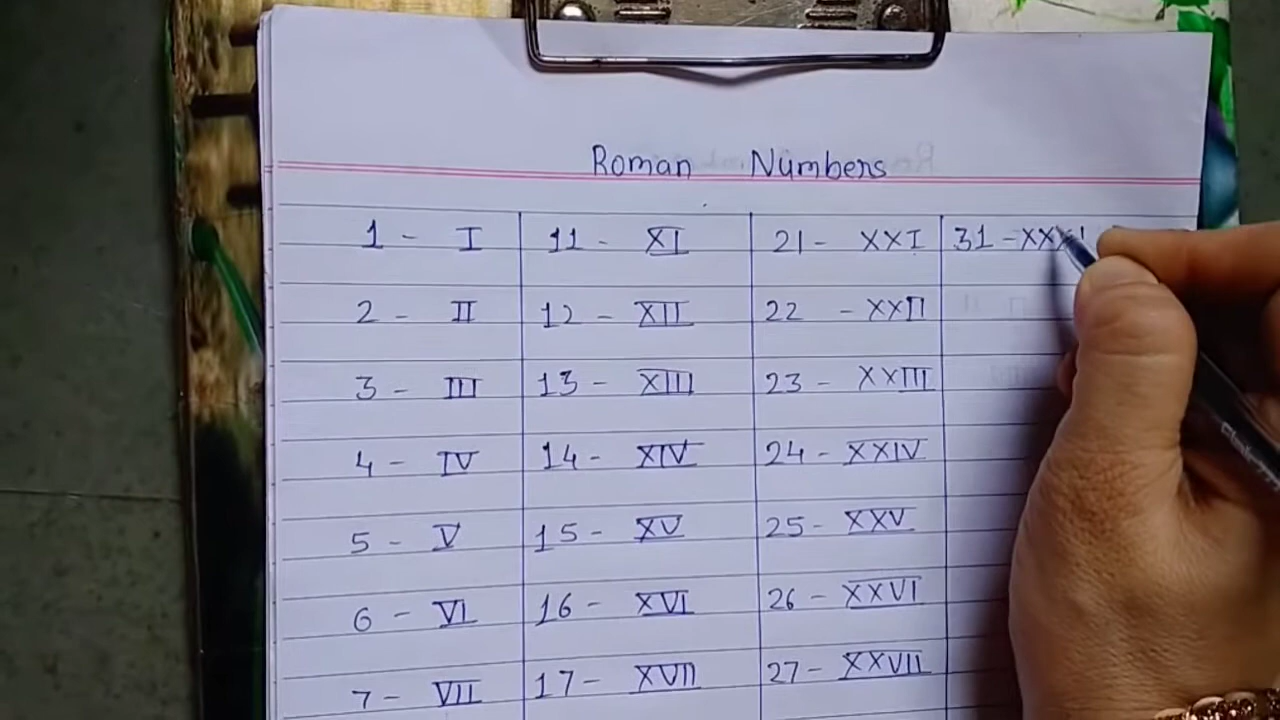 Roman Numbers
1 - I 11 - XI 21 - XXI 31 - XXXI
2 - II 12 - XII 22 - XXII
3 - III 13 - XIII 23 - XXIII
4 - IV 14 - XIV 24 - XXIV
5 - V 15 - XV 25 - XXV
6 - VI 16 - XVI 26 - XXVI
7 - VII 17 - XVII 27 - XXVII